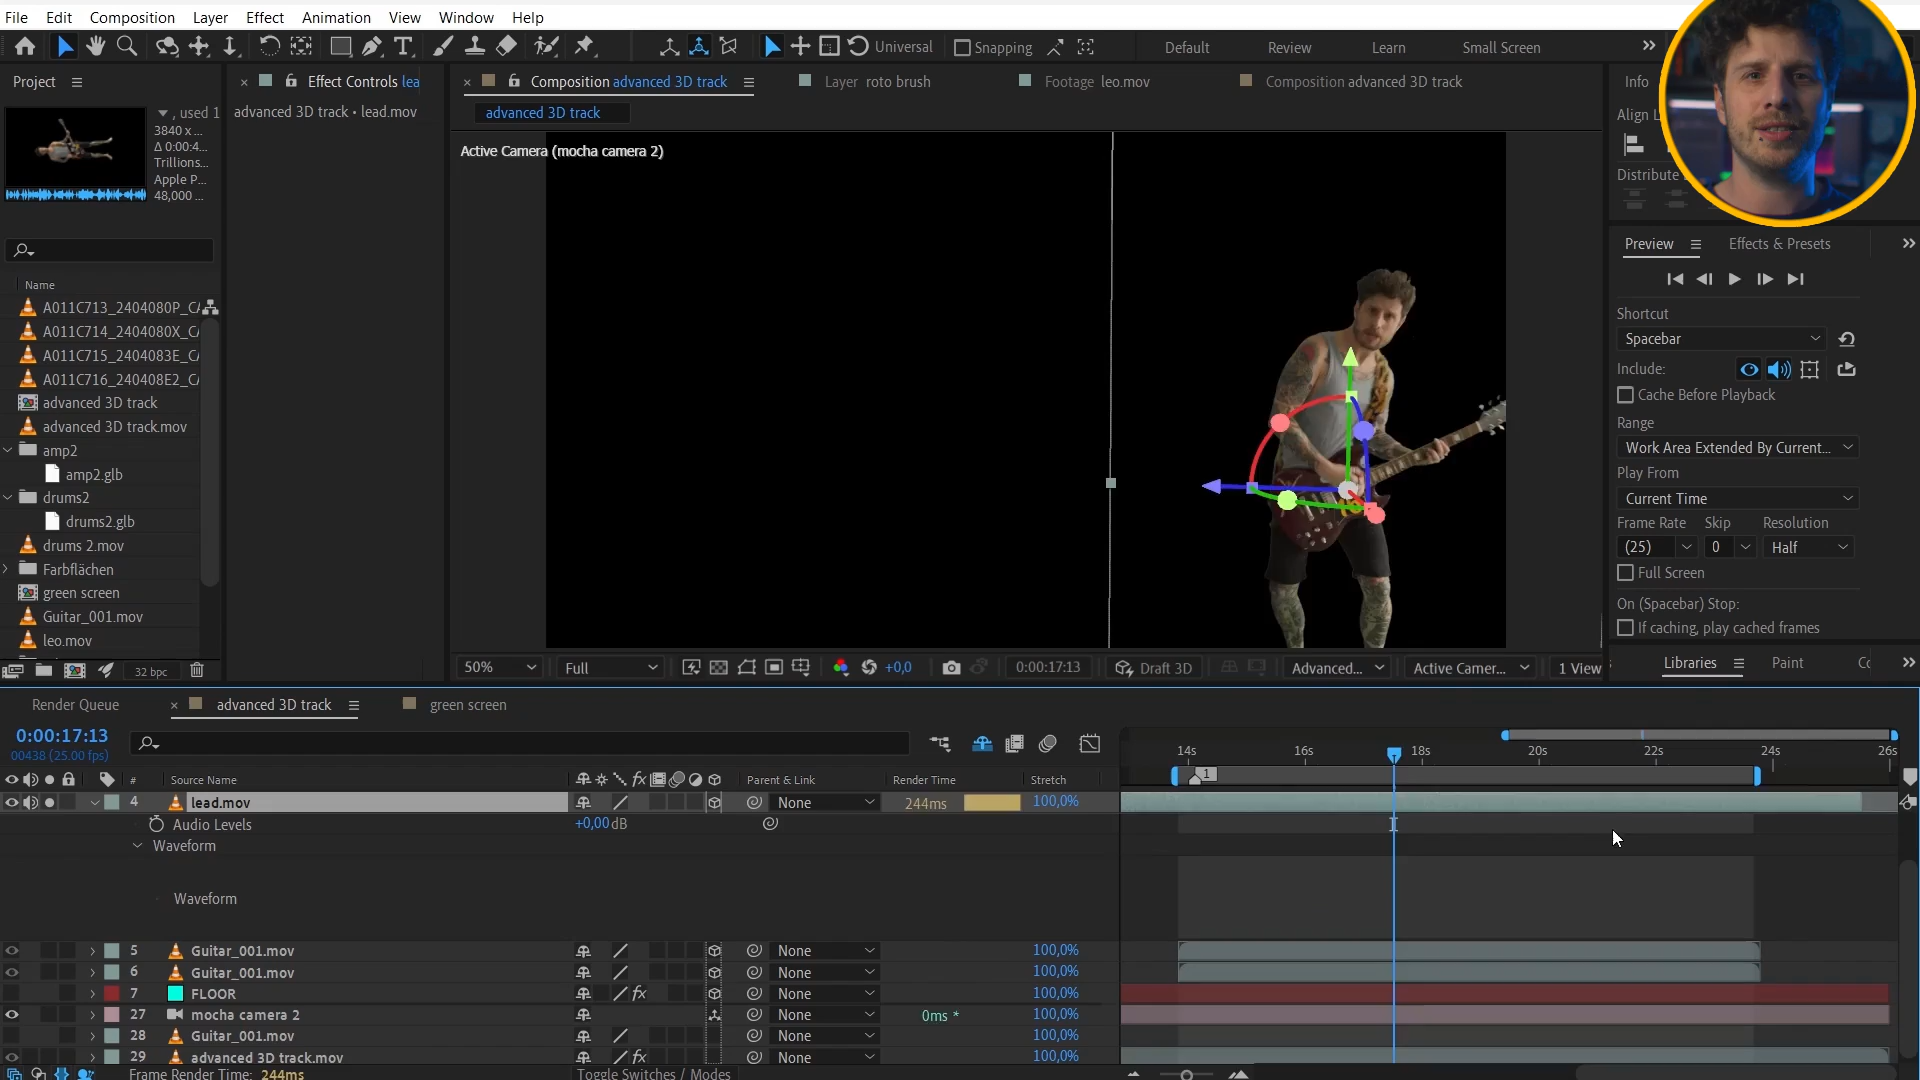 File Edit Composition Layer Effect Animation View Window Help
Universal Snapping Default Review Learn Small Screen
Project Effect Controls lea Composition advanced 3D track Layer roto brush Footage leo.mov Composition advanced 3D track Info
advanced 3D track • lead.mov advanced 3D track Align L
, used 1
3840 x ...
Δ 0:00:4...
Trillions...
Apple P...
48,000 ...
Active Camera (mocha camera 2)
Distribute
Name
A011C713_2404080P_CA
A011C714_2404080X_CA
A011C715_2404083E_CA
A011C716_240408E2_CA
advanced 3D track
advanced 3D track.mov
amp2
amp2.glb
drums2
drums2.glb
drums 2.mov
Farbflächen
green screen
Guitar_001.mov
leo.mov
32 bpc
50% Full +0,0 0:00:17:13 Draft 3D Advanced... Active Camer... 1 View
Preview Effects & Presets
Shortcut
Spacebar
Include:
Cache Before Playback
Range
Work Area Extended By Current...
Play From
Current Time
Frame Rate Skip Resolution
(25) 0 Half
Full Screen
On (Spacebar) Stop:
If caching, play cached frames
Libraries Paint
Render Queue advanced 3D track green screen
0:00:17:13
00438 (25.00 fps)
14s 16s 18s 20s 22s 24s 26s
1
# Source Name Parent & Link Render Time Stretch
4 lead.mov None 244ms 100,0%
Audio Levels +0,00 dB
Waveform
Waveform
5 Guitar_001.mov None 100,0%
6 Guitar_001.mov None 100,0%
7 FLOOR None 100,0%
27 mocha camera 2 None 0ms * 100,0%
28 Guitar_001.mov None 100,0%
29 advanced 3D track.mov None 100,0%
Frame Render Time: 244ms Toggle Switches / Modes